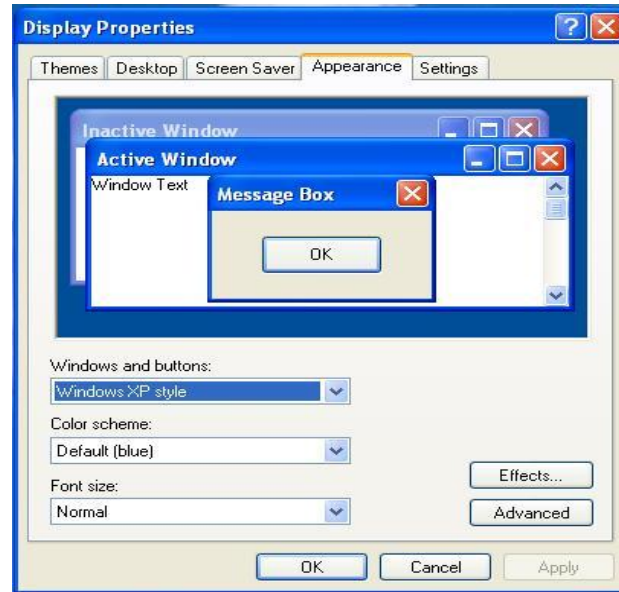 Display Properties
Themes Desktop Screen Saver Appearance Settings
Inactive Window
Active Window
Window Text
Message Box
OK
Windows and buttons:
Windows XP style
Color scheme:
Default (blue)
Effects...
Font size:
Normal
Advanced
OK Cancel Apply